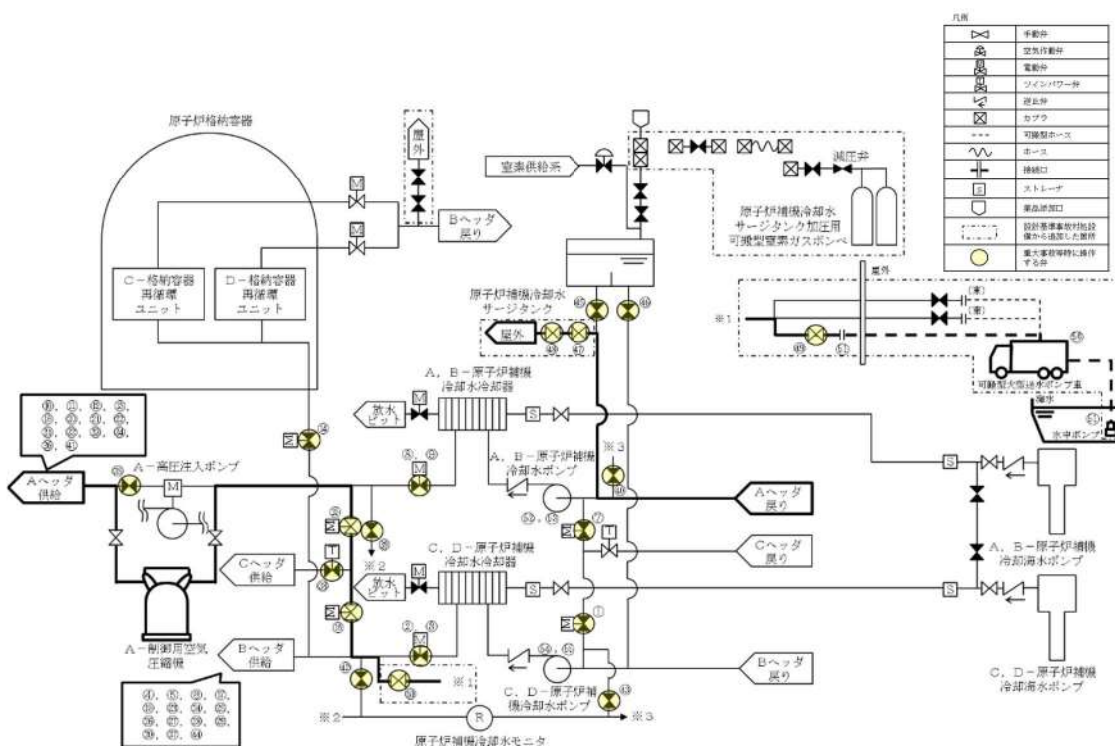 凡例
手動弁
空気作動弁
電動弁
ツインパワー弁
逆止弁
カプラ
可搬型ホース
ホース
接続口
S
ストレーナ
薬品添加口
設計基準事故対処設
備から追加した箇所
重大事故等時に操作
する弁
原子炉格納容器
屋外
M
M
Bヘッダ
戻り
C-格納容器
再循環
ユニット
D-格納容器
再循環
ユニット
窒素供給系
減圧弁
原子炉補機冷却水
サージタンク加圧用
可搬型窒素ガスボンベ
原子炉補機冷却水
サージタンク
㊺
㊻
屋外
㊽
㊼
屋外
※1
(東)
(東)
㊾
可搬型大型送水ポンプ車
海水
水中ポンプ
A,B-原子炉補機
冷却水冷却器
放水
ピット
M
S
S
A,B-原子炉補機
冷却水ポンプ
※3
Aヘッダ
戻り
⑦
T
Cヘッダ
戻り
A-高圧注入ポンプ
Aヘッダ
供給
M
M
M
※2
T
Cヘッダ
供給
C,D-原子炉補機
冷却水冷却器
放水
ピット
M
S
S
①
M
M
A,B-原子炉補機
冷却海水ポンプ
A-制御用空気
圧縮機
Bヘッダ
供給
②,③
M
Bヘッダ
戻り
C,D-原子炉補
機冷却水ポンプ
C,D-原子炉補機
冷却海水ポンプ
㊷
※1
㊸
※2
R
※3
原子炉補機冷却水モニタ